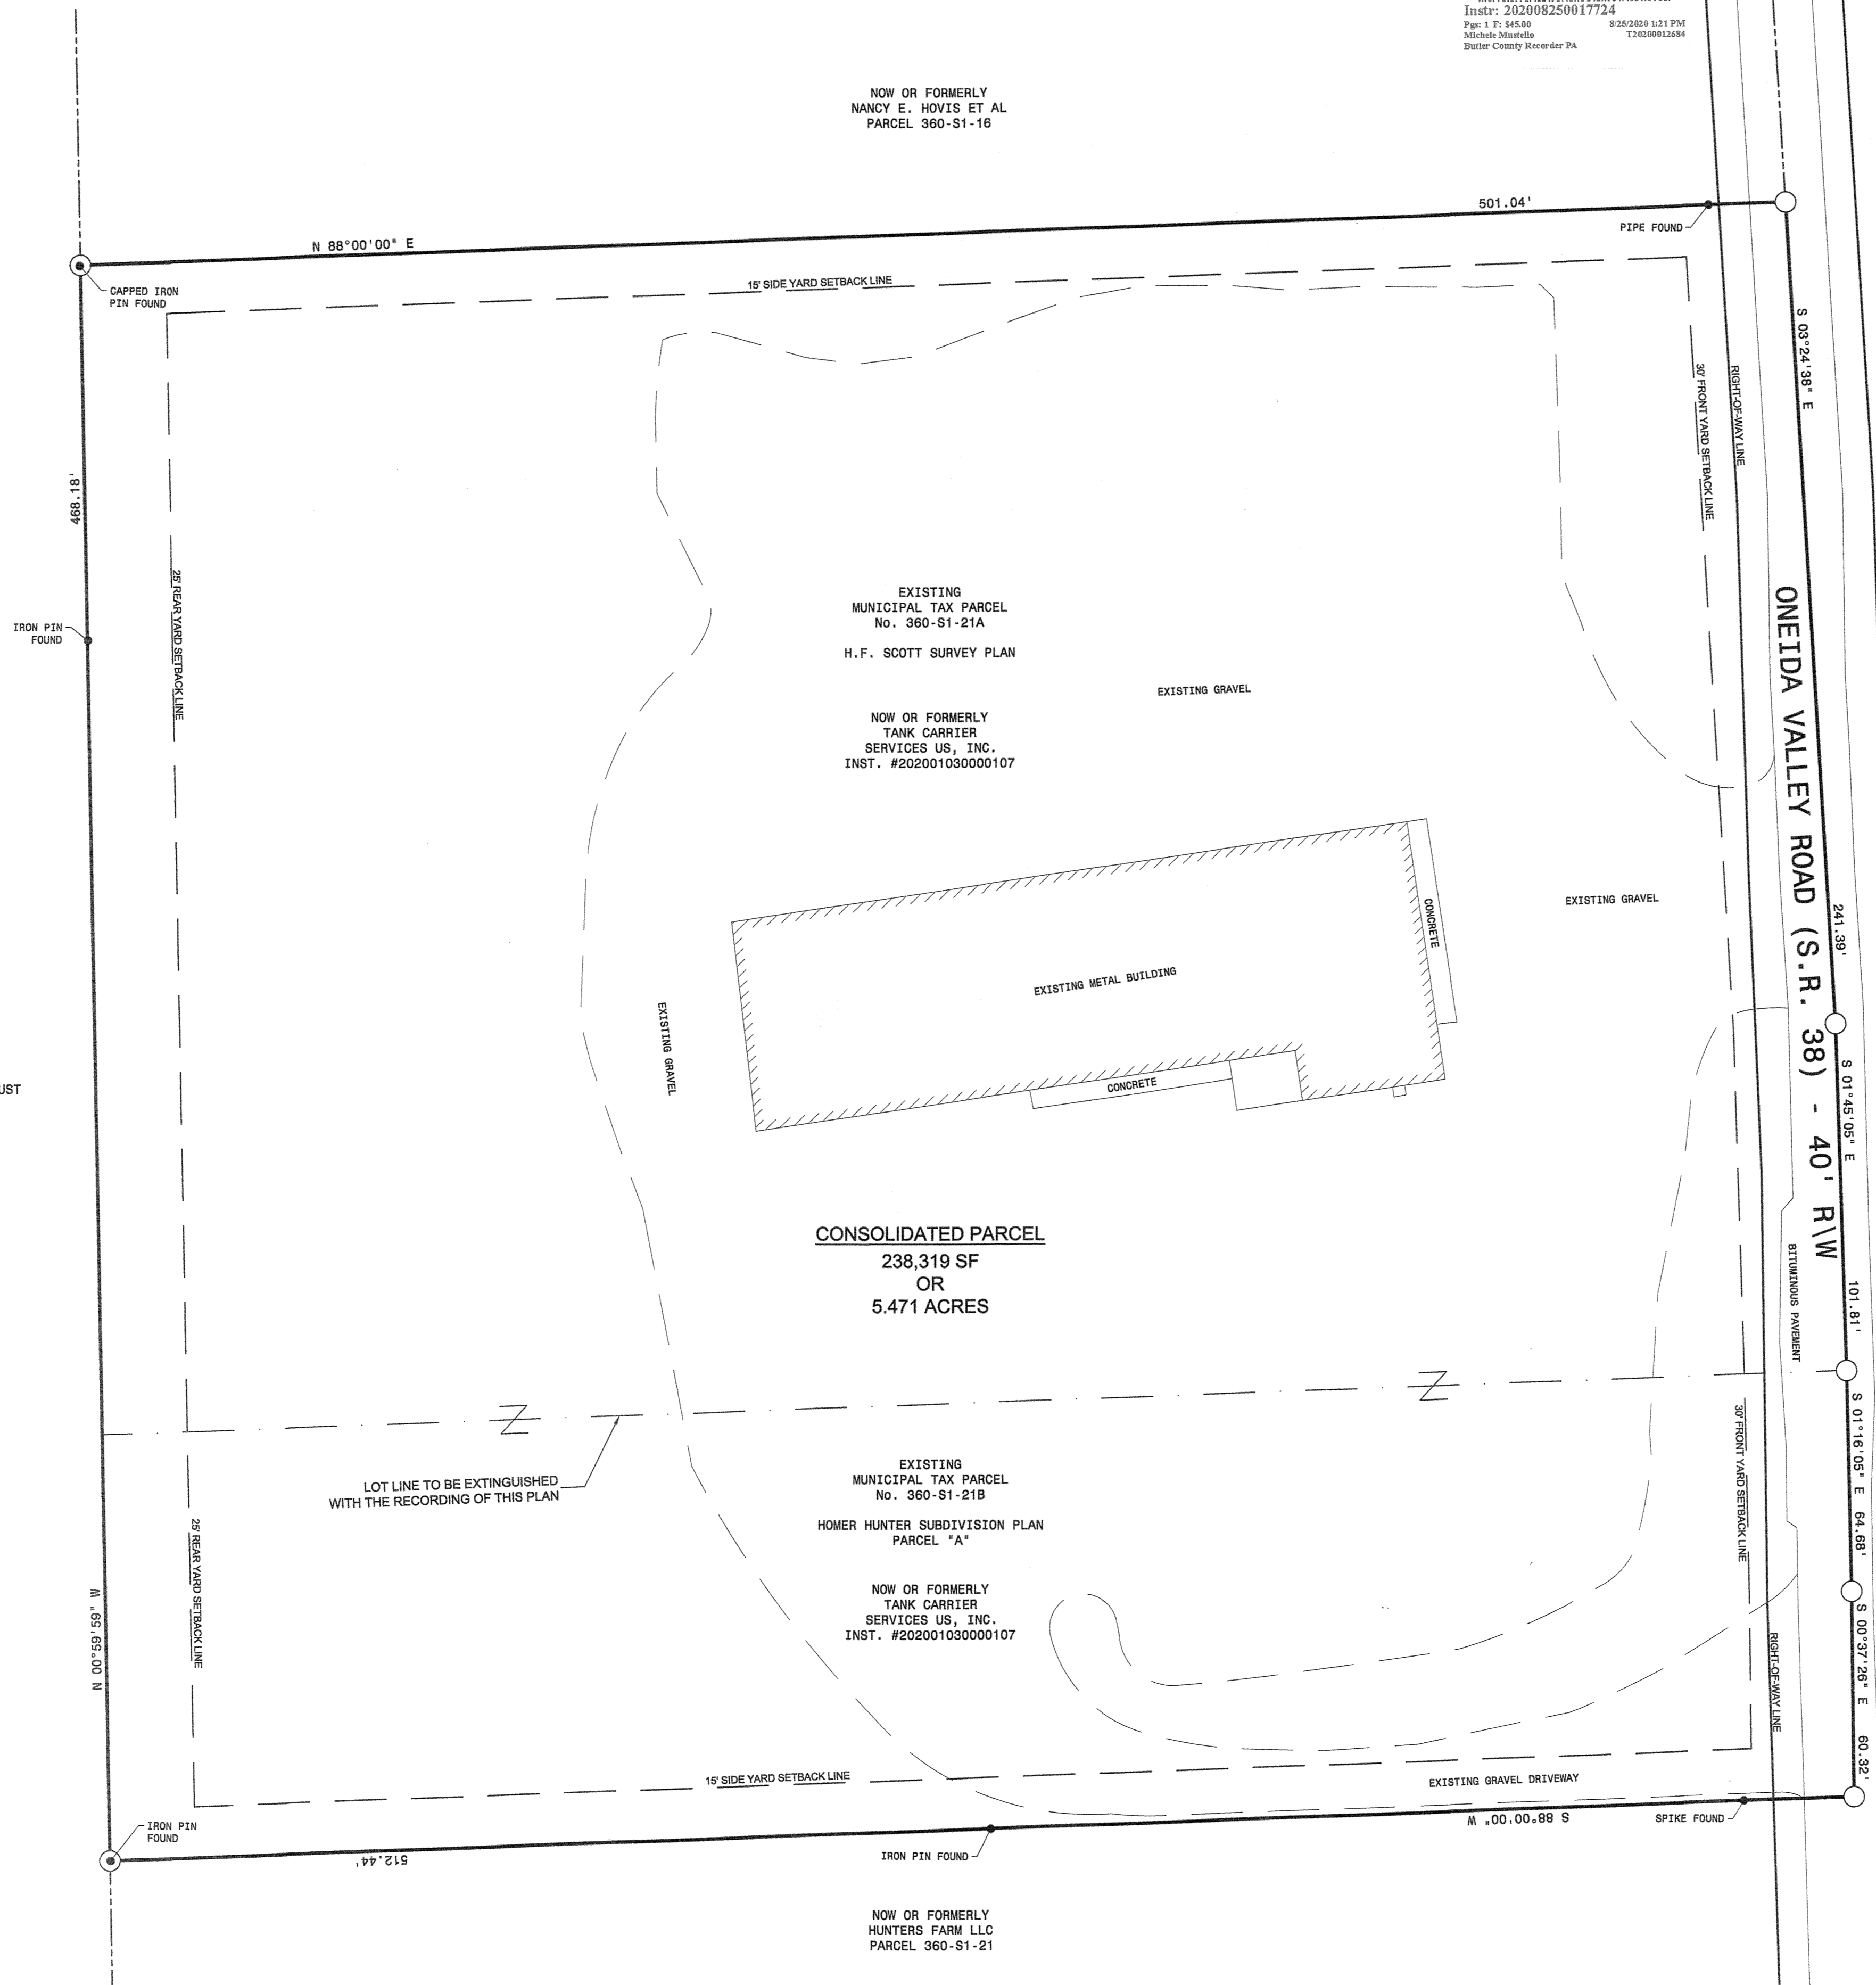 Instr: 202008250017724
Pgs: 1 F: $45.00 8/25/2020 1:21 PM
Michele Mustello T20200012684
Butler County Recorder PA
NOW OR FORMERLY
NANCY E. HOVIS ET AL
PARCEL 360-S1-16
501.04'
PIPE FOUND
N 88°00'00" E
CAPPED IRON
PIN FOUND
15' SIDE YARD SETBACK LINE
S 03°24'38" E
30' FRONT YARD SETBACK LINE
RIGHT-OF-WAY LINE
468.18'
IRON PIN
FOUND
25' REAR YARD SETBACK LINE
EXISTING
MUNICIPAL TAX PARCEL
No. 360-S1-21A
H.F. SCOTT SURVEY PLAN
EXISTING GRAVEL
NOW OR FORMERLY
TANK CARRIER
SERVICES US, INC.
INST. #202001030000107
ONEIDA VALLEY ROAD (S.R. 38) - 40' R\W
241.39'
EXISTING GRAVEL
CONCRETE
EXISTING METAL BUILDING
EXISTING GRAVEL
CONCRETE
UST
S 01°45'05" E
101.81'
BITUMINOUS PAVEMENT
CONSOLIDATED PARCEL
238,319 SF
OR
5.471 ACRES
Z
Z
LOT LINE TO BE EXTINGUISHED
WITH THE RECORDING OF THIS PLAN
S 01°16'05" E 64.68'
30' FRONT YARD SETBACK LINE
EXISTING
MUNICIPAL TAX PARCEL
No. 360-S1-21B
HOMER HUNTER SUBDIVISION PLAN
PARCEL "A"
NOW OR FORMERLY
TANK CARRIER
SERVICES US, INC.
INST. #202001030000107
25' REAR YARD SETBACK LINE
N 00°59'59" W
S 00°37'26" E 60.32'
RIGHT-OF-WAY LINE
15' SIDE YARD SETBACK LINE
EXISTING GRAVEL DRIVEWAY
IRON PIN
FOUND
512.44'
IRON PIN FOUND
S 88°00'00" W
SPIKE FOUND
NOW OR FORMERLY
HUNTERS FARM LLC
PARCEL 360-S1-21